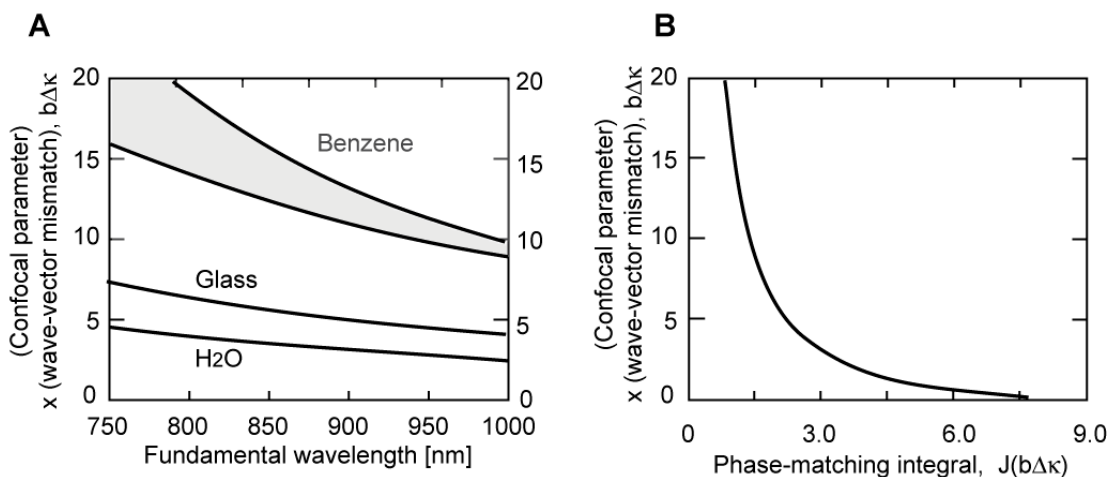 A
(Confocal parameter)
x (wave-vector mismatch), bΔκ
20
15
10
5
0
20
15
10
5
0
Benzene
Glass
H2O
750 800 850 900 950 1000
Fundamental wavelength [nm]
B
(Confocal parameter)
x (wave-vector mismatch), bΔκ
20
15
10
5
0
0 3.0 6.0 9.0
Phase-matching integral, J(bΔκ)